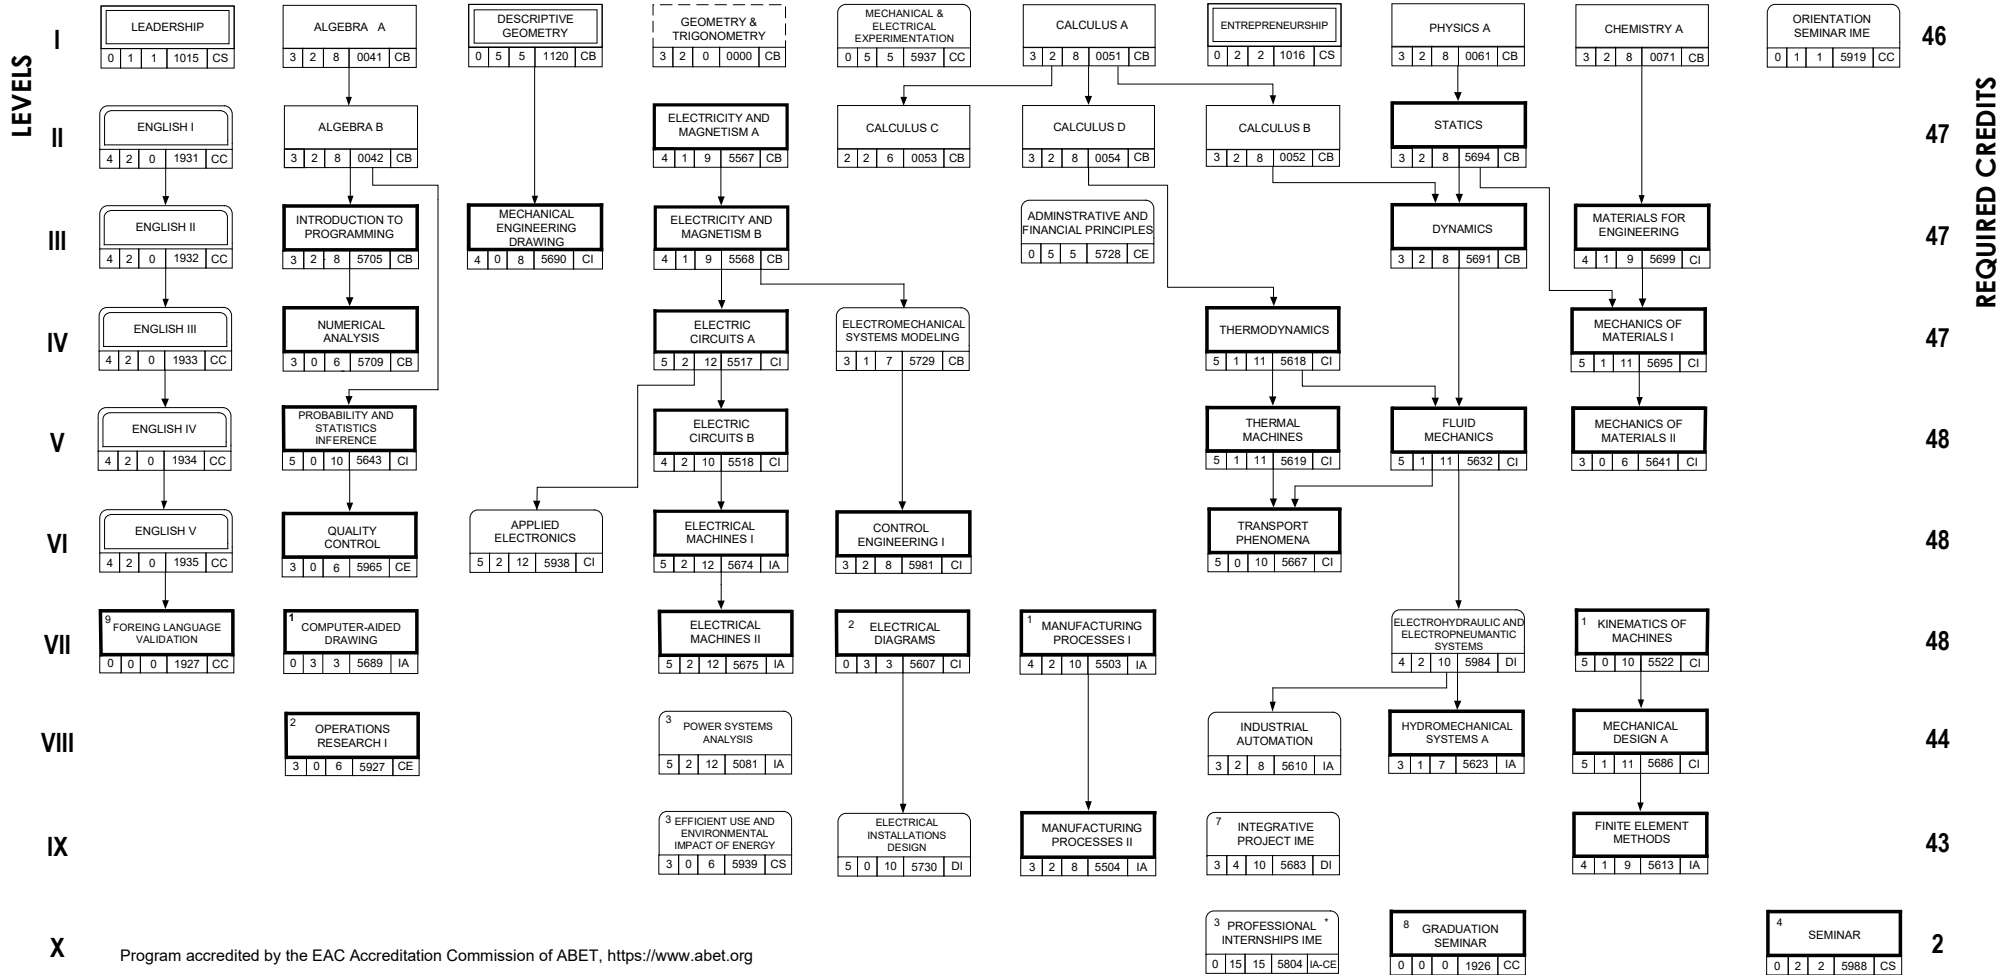 LEVELS
REQUIRED CREDITS
I
LEADERSHIP
0 1 1 1015 CS
ALGEBRA A
3 2 8 0041 CB
DESCRIPTIVE
GEOMETRY
0 5 5 1120 CB
GEOMETRY &
TRIGONOMETRY
3 2 0 0000 CB
MECHANICAL &
ELECTRICAL
EXPERIMENTATION
0 5 5 5937 CC
CALCULUS A
3 2 8 0051 CB
ENTREPRENEURSHIP
0 2 2 1016 CS
PHYSICS A
3 2 8 0061 CB
CHEMISTRY A
3 2 8 0071 CB
ORIENTATION
SEMINAR IME
0 1 1 5919 CC
46
II
ENGLISH I
4 2 0 1931 CC
ALGEBRA B
3 2 8 0042 CB
ELECTRICITY AND
MAGNETISM A
4 1 9 5567 CB
CALCULUS C
2 2 6 0053 CB
CALCULUS D
3 2 8 0054 CB
CALCULUS B
3 2 8 0052 CB
STATICS
3 2 8 5694 CB
47
III
ENGLISH II
4 2 0 1932 CC
INTRODUCTION TO
PROGRAMMING
3 2 8 5705 CB
MECHANICAL
ENGINEERING
DRAWING
4 0 8 5690 CI
ELECTRICITY AND
MAGNETISM B
4 1 9 5568 CB
ADMINSTRATIVE AND
FINANCIAL PRINCIPLES
0 5 5 5728 CE
DYNAMICS
3 2 8 5691 CB
MATERIALS FOR
ENGINEERING
4 1 9 5699 CI
47
IV
ENGLISH III
4 2 0 1933 CC
NUMERICAL
ANALYSIS
3 0 6 5709 CB
ELECTRIC
CIRCUITS A
5 2 12 5517 CI
ELECTROMECHANICAL
SYSTEMS MODELING
3 1 7 5729 CB
THERMODYNAMICS
5 1 11 5618 CI
MECHANICS OF
MATERIALS I
5 1 11 5695 CI
47
V
ENGLISH IV
4 2 0 1934 CC
PROBABILITY AND
STATISTICS
INFERENCE
5 0 10 5643 CI
ELECTRIC
CIRCUITS B
4 2 10 5518 CI
THERMAL
MACHINES
5 1 11 5619 CI
FLUID
MECHANICS
5 1 11 5632 CI
MECHANICS OF
MATERIALS II
3 0 6 5641 CI
48
VI
ENGLISH V
4 2 0 1935 CC
QUALITY
CONTROL
3 0 6 5965 CE
APPLIED
ELECTRONICS
5 2 12 5938 CI
ELECTRICAL
MACHINES I
5 2 12 5674 IA
CONTROL
ENGINEERING I
3 2 8 5981 CI
TRANSPORT
PHENOMENA
5 0 10 5667 CI
48
VII
9 FOREING LANGUAGE
VALIDATION
0 0 0 1927 CC
1 COMPUTER-AIDED
DRAWING
0 3 3 5689 IA
ELECTRICAL
MACHINES II
5 2 12 5675 IA
2 ELECTRICAL
DIAGRAMS
0 3 3 5607 CI
1 MANUFACTURING
PROCESSES I
4 2 10 5503 IA
ELECTROHYDRAULIC AND
ELECTROPNEUMANTIC
SYSTEMS
4 2 10 5984 DI
1 KINEMATICS OF
MACHINES
5 0 10 5522 CI
48
VIII
2 OPERATIONS
RESEARCH I
3 0 6 5927 CE
3 POWER SYSTEMS
ANALYSIS
5 2 12 5081 IA
INDUSTRIAL
AUTOMATION
3 2 8 5610 IA
HYDROMECHANICAL
SYSTEMS A
3 1 7 5623 IA
MECHANICAL
DESIGN A
5 1 11 5686 CI
44
IX
3 EFFICIENT USE AND
ENVIRONMENTAL
IMPACT OF ENERGY
3 0 6 5939 CS
ELECTRICAL
INSTALLATIONS
DESIGN
5 0 10 5730 DI
MANUFACTURING
PROCESSES II
3 2 8 5504 IA
7 INTEGRATIVE
PROJECT IME
3 4 10 5683 DI
FINITE ELEMENT
METHODS
4 1 9 5613 IA
43
X
Program accredited by the EAC Accreditation Commission of ABET, https://www.abet.org
3 PROFESSIONAL *
INTERNSHIPS IME
0 15 15 5804 IA-CE
8 GRADUATION
SEMINAR
0 0 0 1926 CC
4 SEMINAR
0 2 2 5988 CS
2